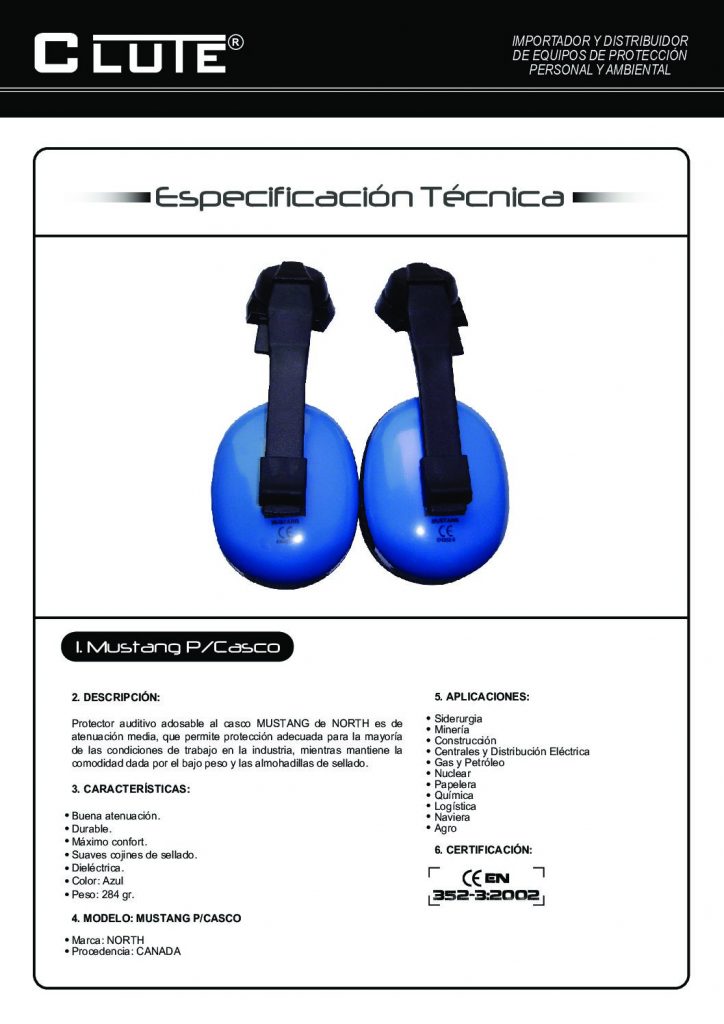 CLUTE®
IMPORTADOR Y DISTRIBUIDOR
DE EQUIPOS DE PROTECCIÓN
PERSONAL Y AMBIENTAL
Especificación Técnica
MUSTANG
CE
MUSTANG
CE
1. Mustang P/Casco
2. DESCRIPCIÓN:
Protector auditivo adosable al casco MUSTANG de NORTH es de
atenuación media, que permite protección adecuada para la mayoría
de las condiciones de trabajo en la industria, mientras mantiene la
comodidad dada por el bajo peso y las almohadillas de sellado.
3. CARACTERÍSTICAS:
• Buena atenuación.
• Durable.
• Máximo confort.
• Suaves cojines de sellado.
• Dieléctrica.
• Color: Azul
• Peso: 284 gr.
4. MODELO: MUSTANG P/CASCO
• Marca: NORTH
• Procedencia: CANADA
5. APLICACIONES:
• Siderurgia
• Minería
• Construcción
• Centrales y Distribución Eléctrica
• Gas y Petróleo
• Nuclear
• Papelera
• Química
• Logística
• Naviera
• Agro
6. CERTIFICACIÓN:
CE EN
352-3:2002